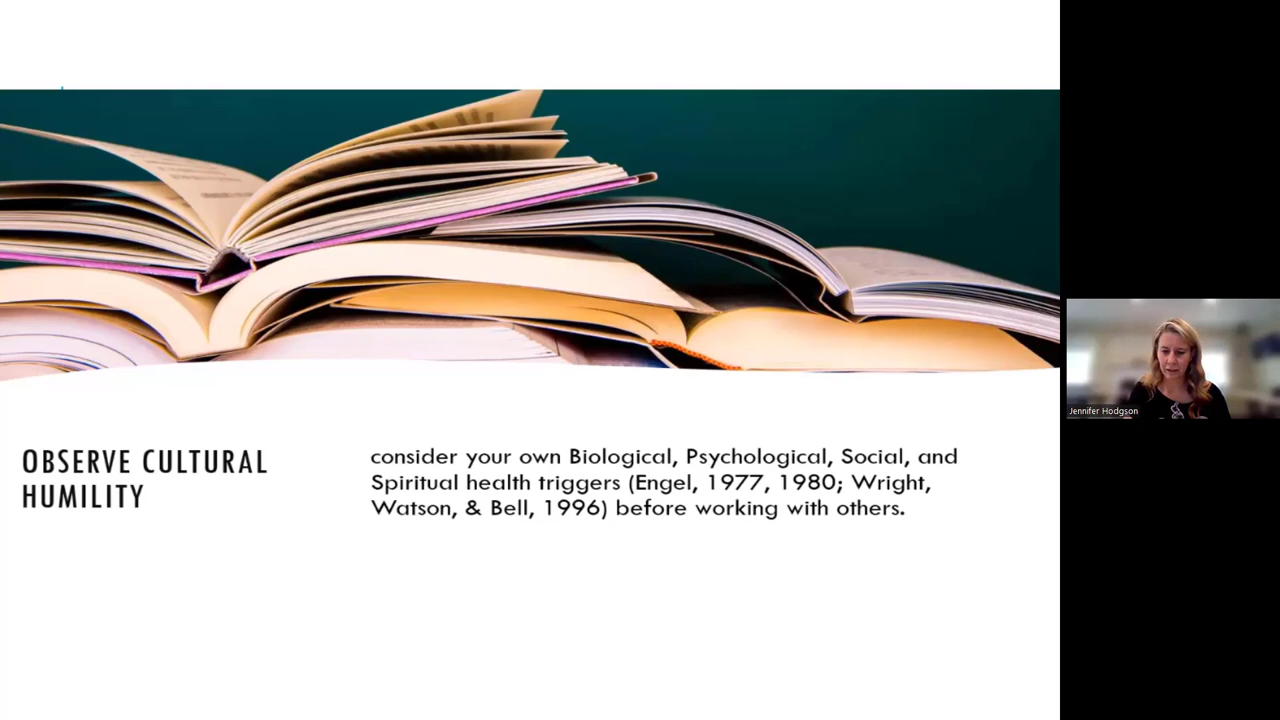 OBSERVE CULTURAL
HUMILITY
consider your own Biological, Psychological, Social, and
Spiritual health triggers (Engel, 1977, 1980; Wright,
Watson, & Bell, 1996) before working with others.
Jennifer Hodgson